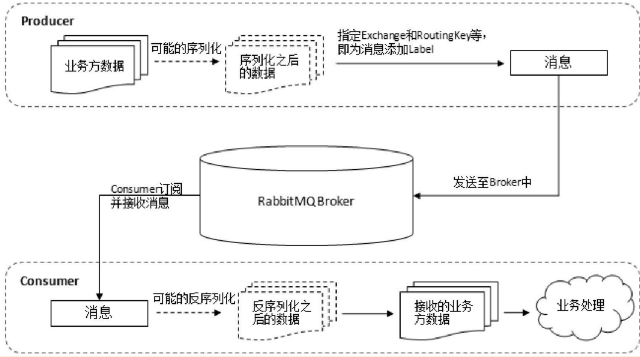 Producer
业务方数据
可能的序列化
序列化之后
的数据
指定Exchange和RoutingKey等，
即为消息添加Label
消息
发送至Broker中
RabbitMQ Broker
Consumer订阅
并接收消息
Consumer
消息
可能的反序列化
反序列化之
后的数据
接收的业务
方数据
业务处理